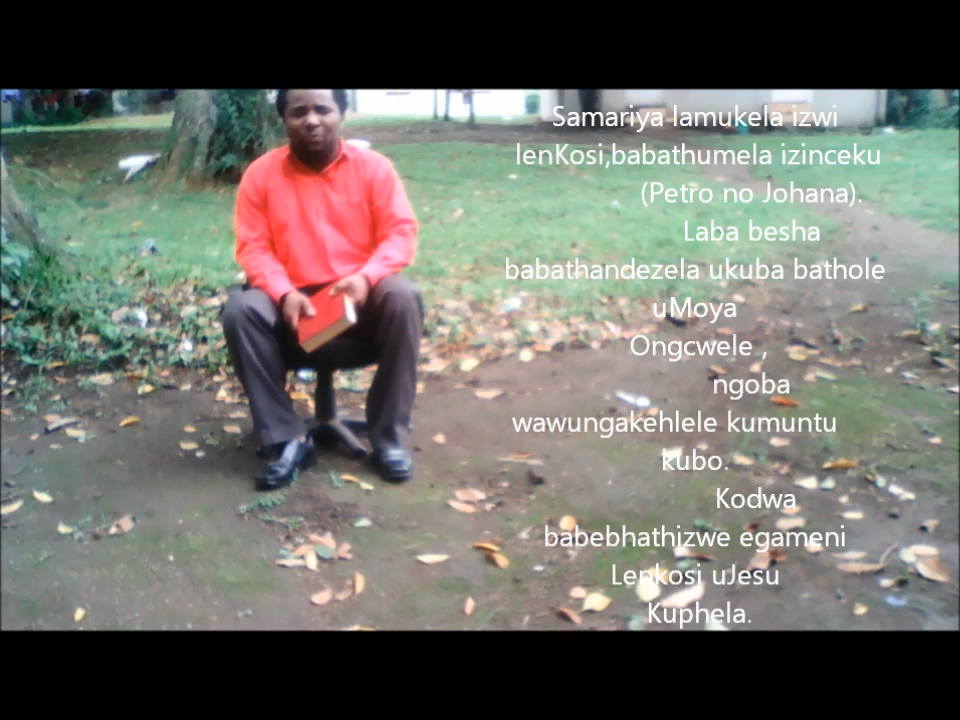 Samariya lamukela izwi
lenKosi,babathumela izinceku
(Petro no Johana).
Laba besha
babathandezela ukuba bathole
uMoya
Ongcwele ,
ngoba
wawungakehlele kumuntu
kubo.
Kodwa
babebhathizwe egameni
Lenkosi uJesu
Kuphela.